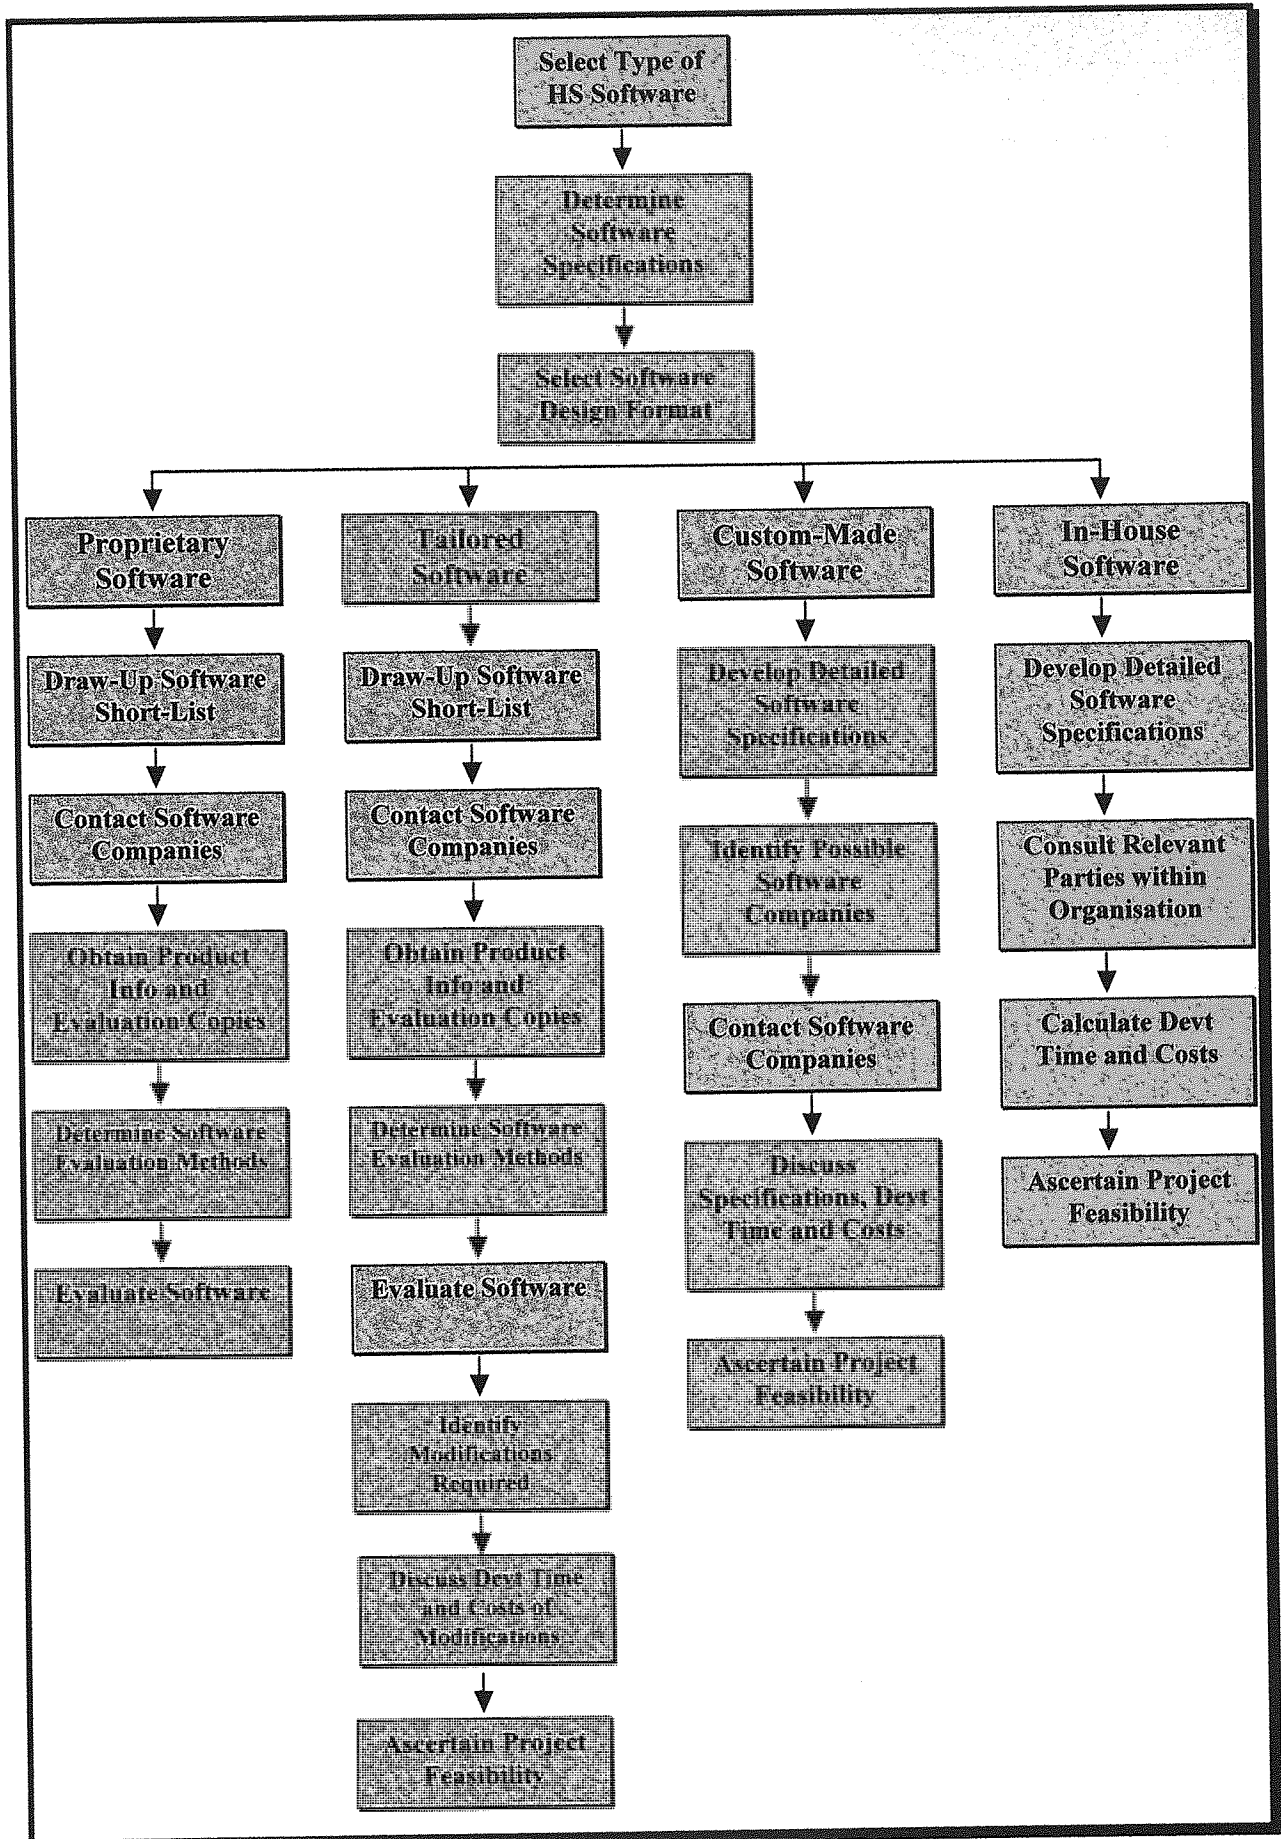 Select Type of
HS Software
Determine
Software
Specifications
Select Software
Design Format
Proprietary
Software
Draw-Up Software
Short-List
Contact Software
Companies
Obtain Product
Info and
Evaluation Copies
Determine Software
Evaluation Methods
Evaluate Software
Tailored
Software
Draw-Up Software
Short-List
Contact Software
Companies
Obtain Product
Info and
Evaluation Copies
Determine Software
Evaluation Methods
Evaluate Software
Identify
Modifications
Required
Discuss Devt Time
and Costs of
Modifications
Ascertain Project
Feasibility
Custom-Made
Software
Develop Detailed
Software
Specifications
Identify Possible
Software
Companies
Contact Software
Companies
Discuss
Specifications, Devt
Time and Costs
Ascertain Project
Feasibility
In-House
Software
Develop Detailed
Software
Specifications
Consult Relevant
Parties within
Organisation
Calculate Devt
Time and Costs
Ascertain Project
Feasibility